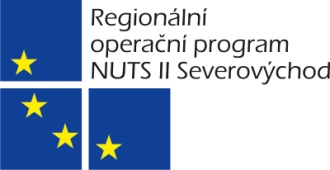 Regionální
operační program
NUTS II Severovýchod